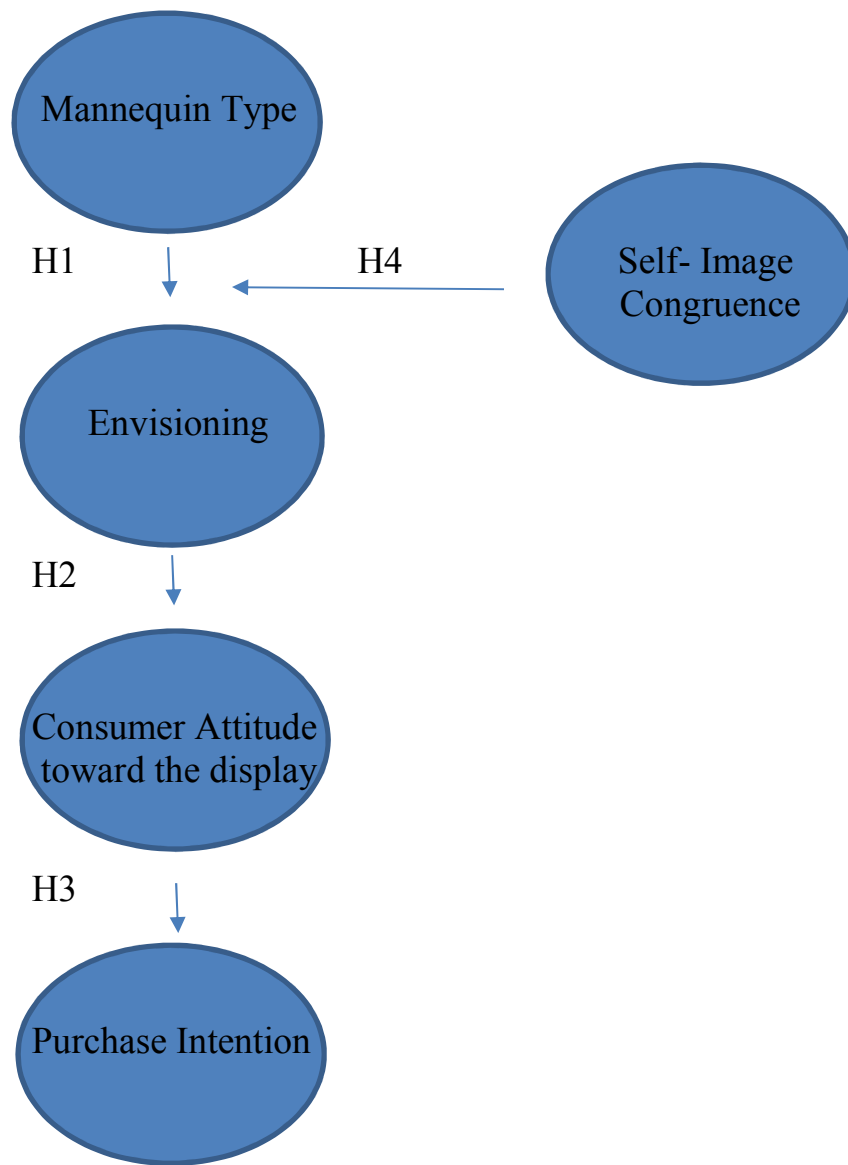 Mannequin Type
H1
H4
Self- Image
Congruence
Envisioning
H2
Consumer Attitude
toward the display
H3
Purchase Intention